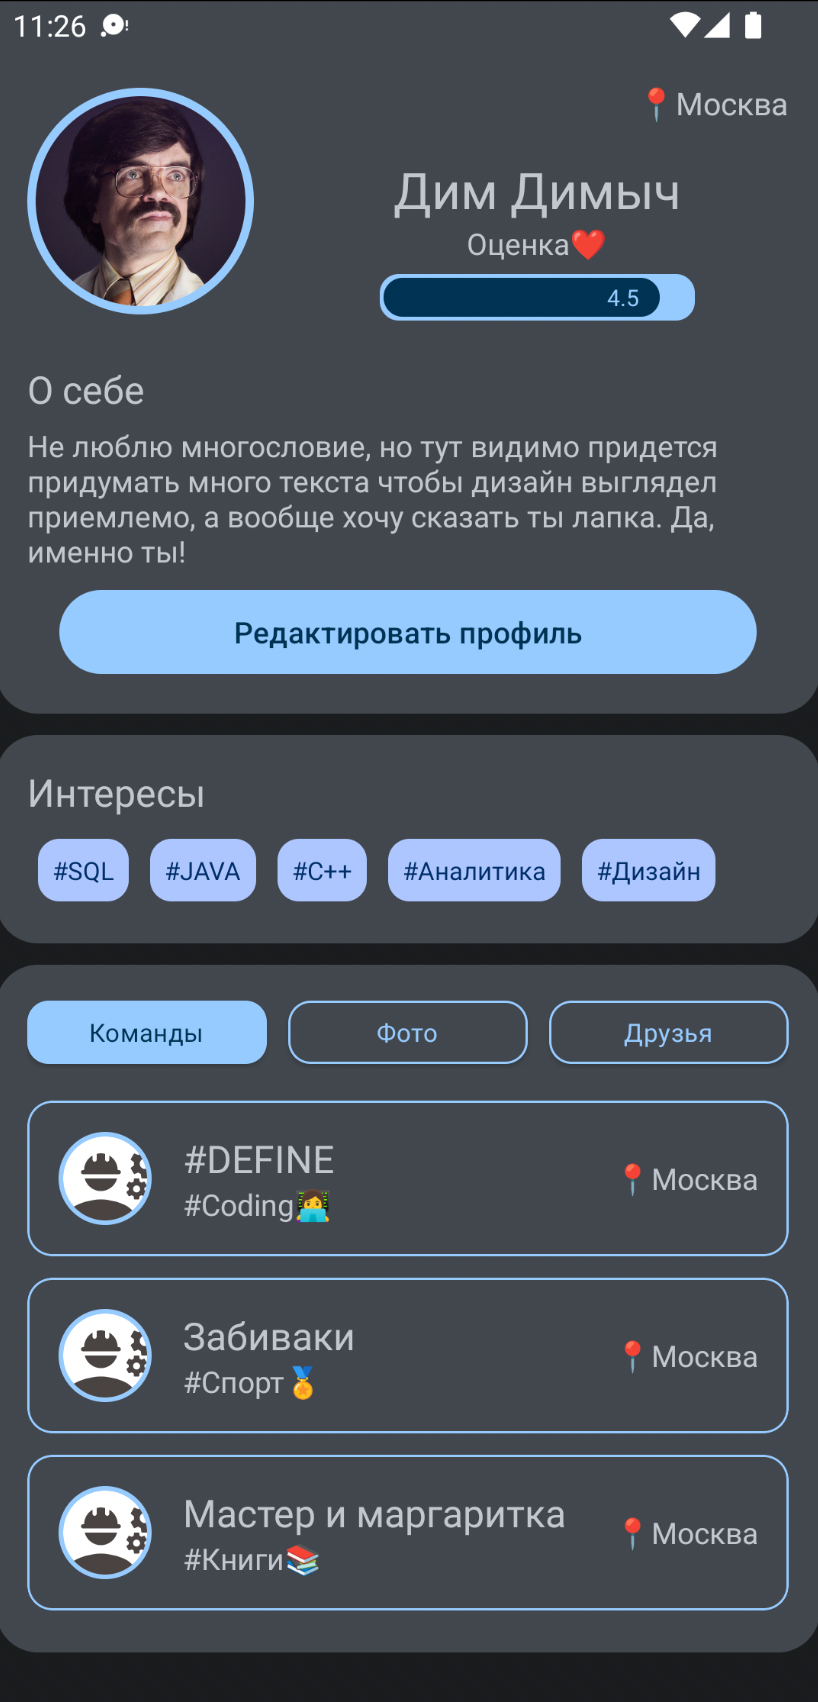 11:26
📍Москва
Дим Димыч
Оценка❤️
4.5
О себе
Не люблю многословие, но тут видимо придется
придумать много текста чтобы дизайн выглядел
приемлемо, а вообще хочу сказать ты лапка. Да,
именно ты!
Редактировать профиль
Интересы
#SQL #JAVA #C++ #Аналитика #Дизайн
Команды Фото Друзья
#DEFINE
#Coding👩‍💻
📍Москва
Забиваки
#Спорт🏅
📍Москва
Мастер и маргаритка
#Книги📚
📍Москва